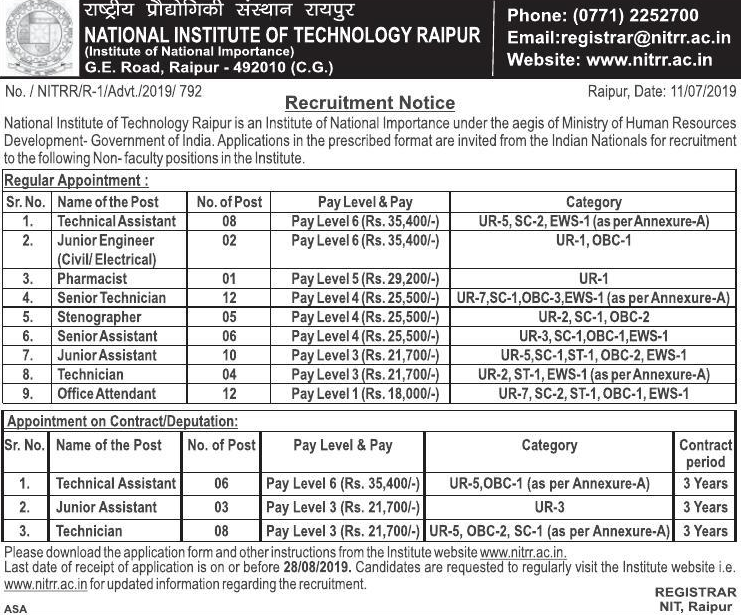 राष्ट्रीय प्रौद्योगिकी संस्थान रायपुर
NATIONAL INSTITUTE OF TECHNOLOGY RAIPUR
(Institute of National Importance)
G.E. Road, Raipur - 492010 (C.G.)
Phone: (0771) 2252700
Email:registrar@nitrr.ac.in
Website: www.nitrr.ac.in
No. / NITRR/R-1/Advt./2019/ 792
Raipur, Date: 11/07/2019
Recruitment Notice
National Institute of Technology Raipur is an Institute of National Importance under the aegis of Ministry of Human Resources
Development- Government of India. Applications in the prescribed format are invited from the Indian Nationals for recruitment
to the following Non- faculty positions in the Institute.
Regular Appointment :
Sr. No. Name of the Post No. of Post Pay Level & Pay Category
1. Technical Assistant 08 Pay Level 6 (Rs. 35,400/-) UR-5, SC-2, EWS-1 (as per Annexure-A)
2. Junior Engineer 02 Pay Level 6 (Rs. 35,400/-) UR-1, OBC-1
(Civil/ Electrical)
3. Pharmacist 01 Pay Level 5 (Rs. 29,200/-) UR-1
4. Senior Technician 12 Pay Level 4 (Rs. 25,500/-) UR-7,SC-1,OBC-3,EWS-1 (as per Annexure-A)
5. Stenographer 05 Pay Level 4 (Rs. 25,500/-) UR-2, SC-1, OBC-2
6. Senior Assistant 06 Pay Level 4 (Rs. 25,500/-) UR-3, SC-1,OBC-1,EWS-1
7. Junior Assistant 10 Pay Level 3 (Rs. 21,700/-) UR-5,SC-1,ST-1, OBC-2, EWS-1
8. Technician 04 Pay Level 3 (Rs. 21,700/-) UR-2, ST-1, EWS-1 (as per Annexure-A)
9. Office Attendant 12 Pay Level 1 (Rs. 18,000/-) UR-7, SC-2, ST-1, OBC-1, EWS-1
Appointment on Contract/Deputation:
Sr. No. Name of the Post No. of Post Pay Level & Pay Category Contract
period
1. Technical Assistant 06 Pay Level 6 (Rs. 35,400/-) UR-5,OBC-1 (as per Annexure-A) 3 Years
2. Junior Assistant 03 Pay Level 3 (Rs. 21,700/-) UR-3 3 Years
3. Technician 08 Pay Level 3 (Rs. 21,700/-) UR-5, OBC-2, SC-1 (as per Annexure-A) 3 Years
Please download the application form and other instructions from the Institute website www.nitrr.ac.in.
Last date of receipt of application is on or before 28/08/2019. Candidates are requested to regularly visit the Institute website i.e.
www.nitrr.ac.in for updated information regarding the recruitment.
REGISTRAR
NIT, Raipur
ASA